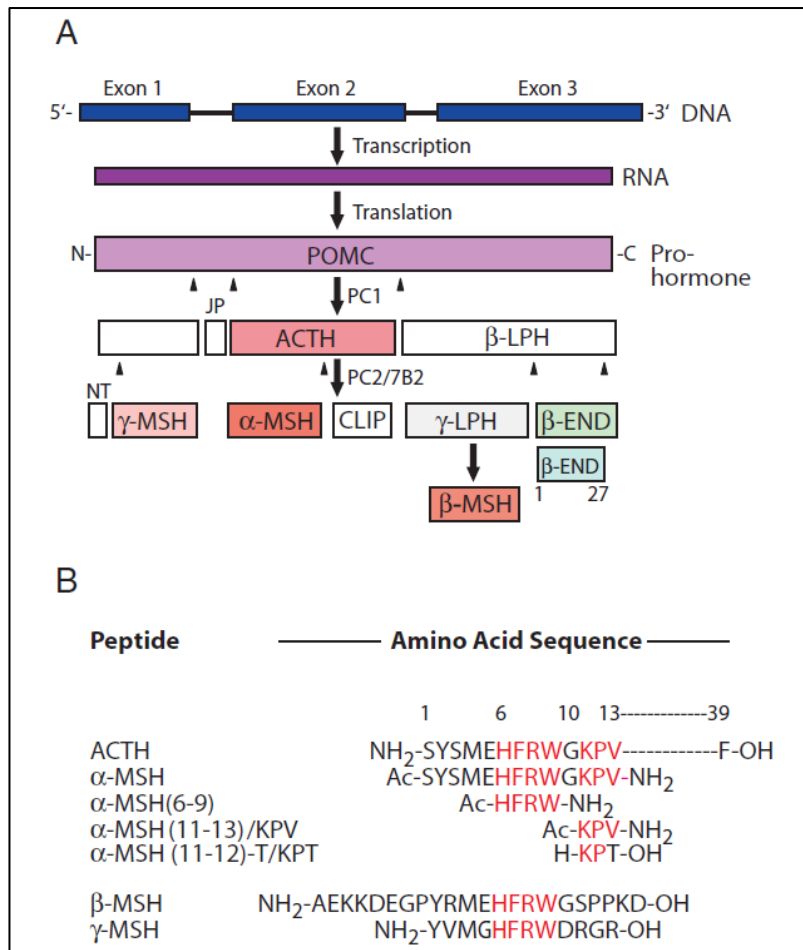 A
Exon 1 Exon 2 Exon 3
5‘- -3‘ DNA
Transcription
RNA
Translation
N- POMC -C Pro-
hormone
PC1
JP
ACTH β-LPH
PC2/7B2
NT
γ-MSH α-MSH CLIP γ-LPH β-END
β-END
1 27
β-MSH
B
Peptide Amino Acid Sequence
1 6 10 13-------------39
ACTH NH2-SYSMEHFRWGKPV------------F-OH
α-MSH Ac-SYSMEHFRWGKPV-NH2
α-MSH(6-9) Ac-HFRW-NH2
α-MSH (11-13) /KPV Ac-KPV-NH2
α-MSH (11-12)-T/KPT H-KPT-OH
β-MSH NH2-AEKKDEGPYRMEHFRWGSPPKD-OH
γ-MSH NH2-YVMGHFRWDRGR-OH